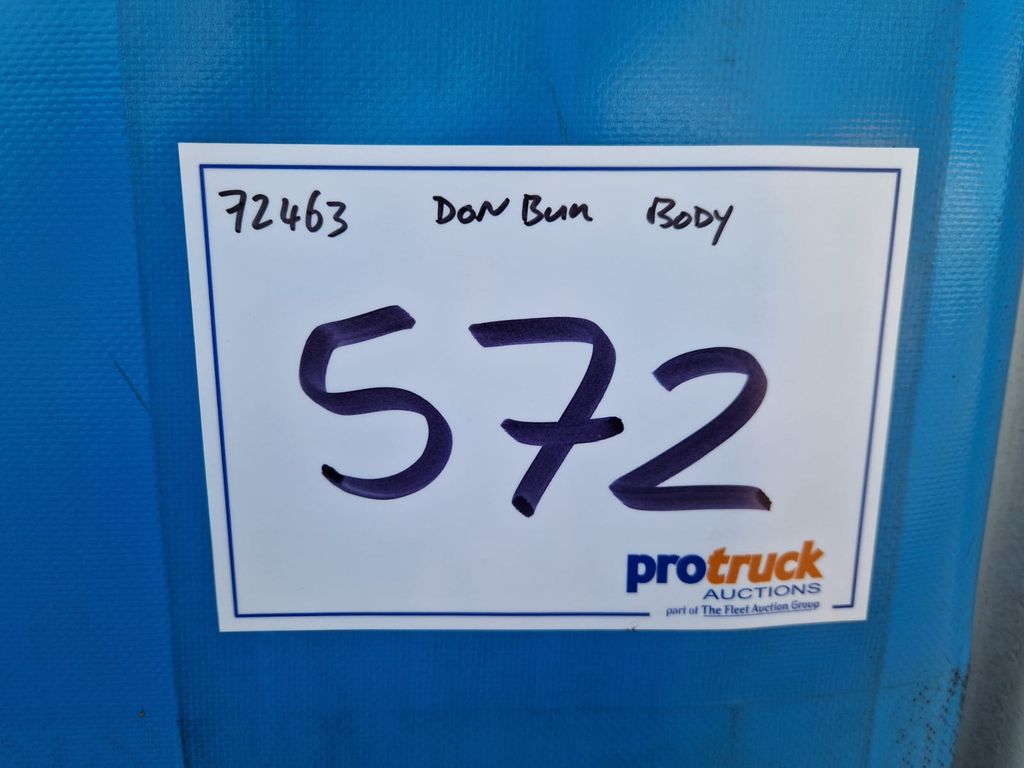 72463 DON BUR BODY
572
protruck
AUCTIONS
part of The Fleet Auction Group